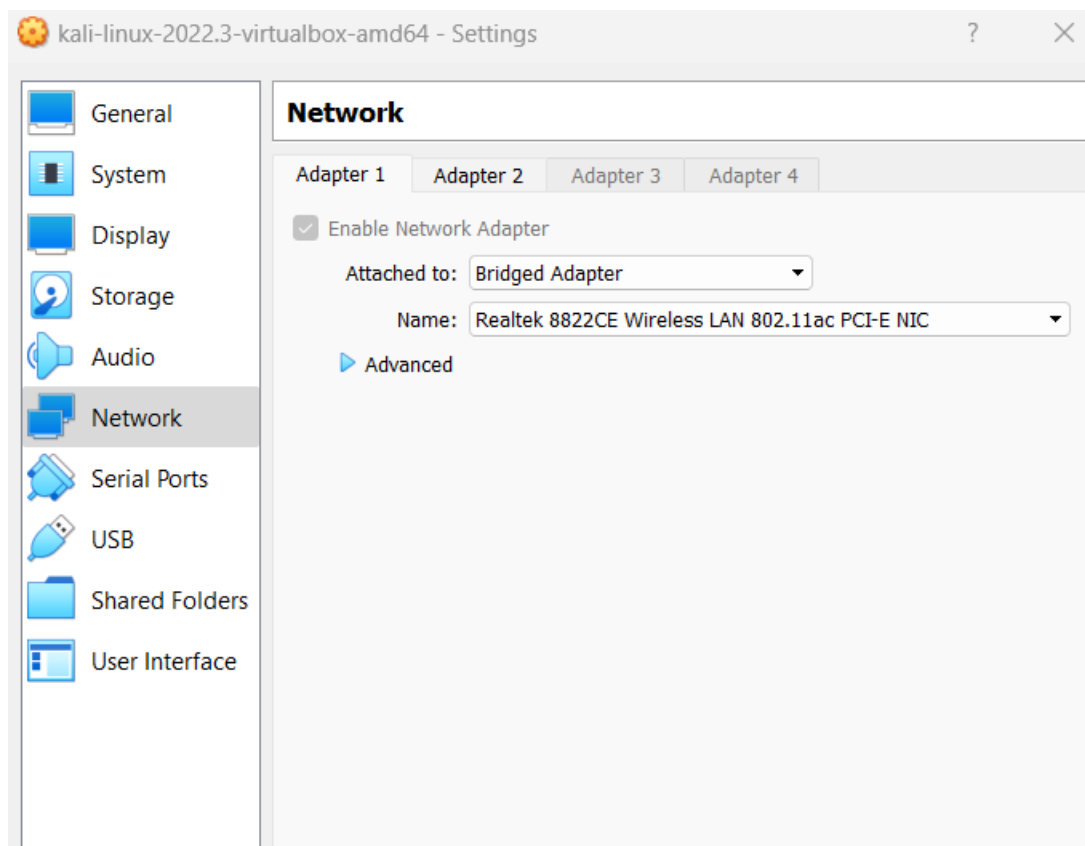 kali-linux-2022.3-virtualbox-amd64 - Settings ?
General
System
Display
Storage
Audio
Network
Serial Ports
USB
Shared Folders
User Interface
Network
Adapter 1 Adapter 2 Adapter 3 Adapter 4
Enable Network Adapter
Attached to: Bridged Adapter
Name: Realtek 8822CE Wireless LAN 802.11ac PCI-E NIC
Advanced